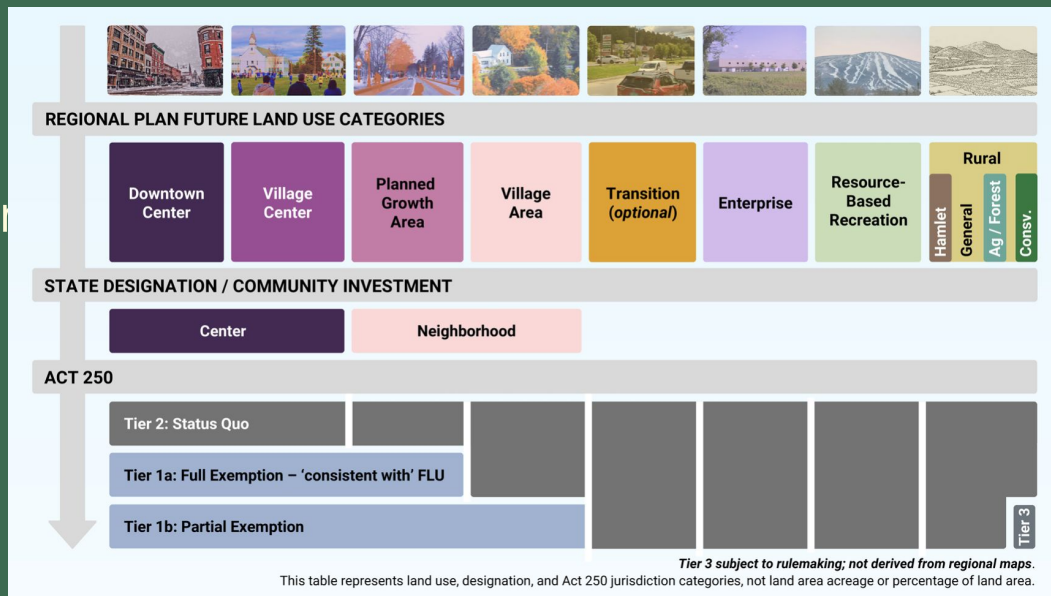 REGIONAL PLAN FUTURE LAND USE CATEGORIES
Downtown
Center
Village
Center
Planned
Growth
Area
Village
Area
Transition
(optional)
Enterprise
Resource-
Based
Recreation
Rural
Hamlet
General
Ag / Forest
Consv.
STATE DESIGNATION / COMMUNITY INVESTMENT
Center
Neighborhood
ACT 250
Tier 2: Status Quo
Tier 1a: Full Exemption – ‘consistent with’ FLU
Tier 1b: Partial Exemption
Tier 3
Tier 3 subject to rulemaking; not derived from regional maps.
This table represents land use, designation, and Act 250 jurisdiction categories, not land area acreage or percentage of land area.